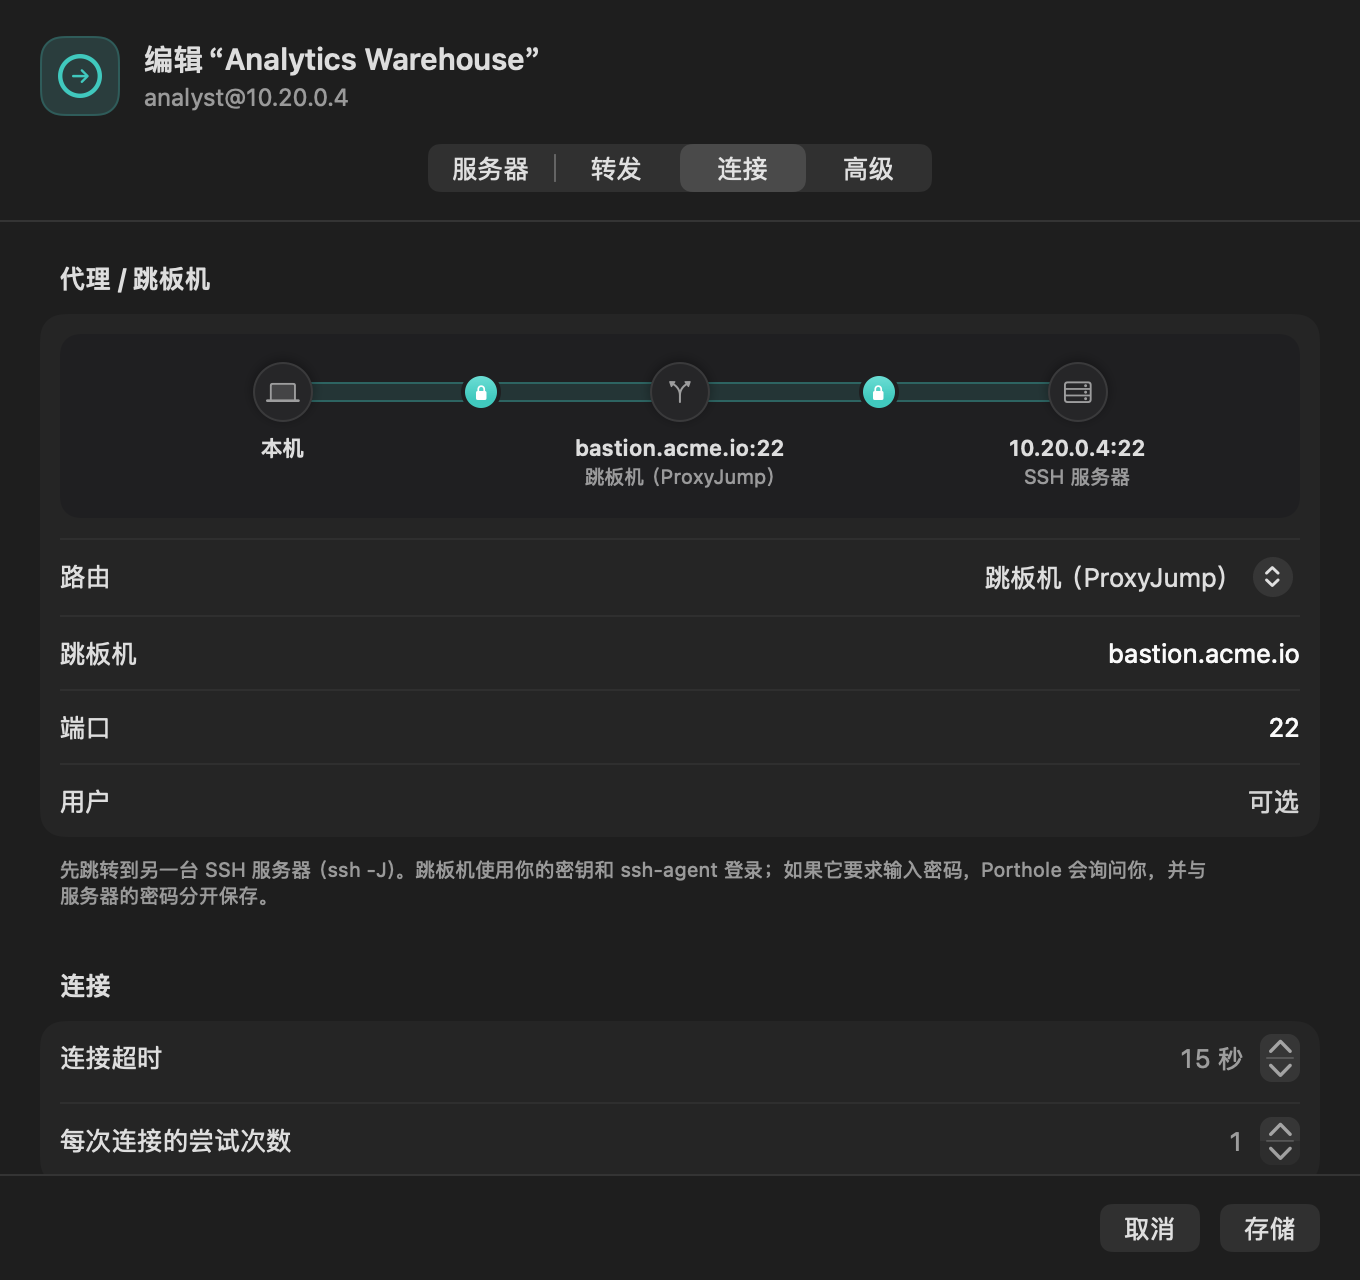 编辑 “Analytics Warehouse”
analyst@10.20.0.4
服务器 转发 连接 高级
代理 / 跳板机
本机
bastion.acme.io:22
跳板机（ProxyJump）
10.20.0.4:22
SSH 服务器
路由 跳板机（ProxyJump）
跳板机 bastion.acme.io
端口 22
用户 可选
先跳转到另一台 SSH 服务器（ssh -J）。跳板机使用你的密钥和 ssh-agent 登录；如果它要求输入密码，Porthole 会询问你，并与
服务器的密码分开保存。
连接
连接超时 15 秒
每次连接的尝试次数 1
取消 存储